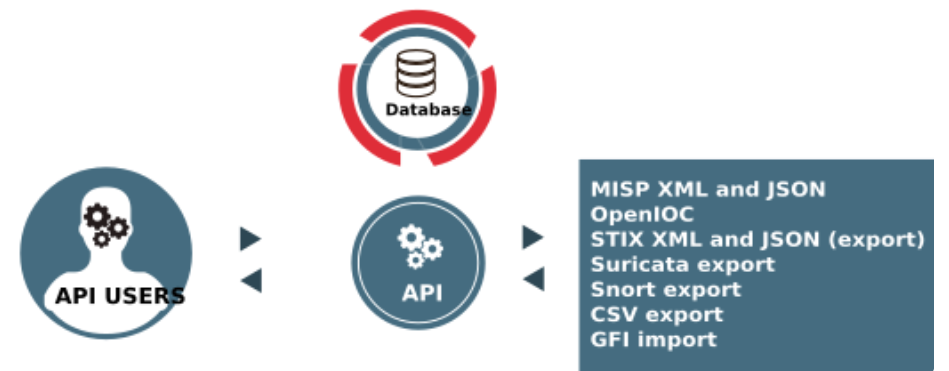 Database
API USERS
API
MISP XML and JSON
OpenIOC
STIX XML and JSON (export)
Suricata export
Snort export
CSV export
GFI import